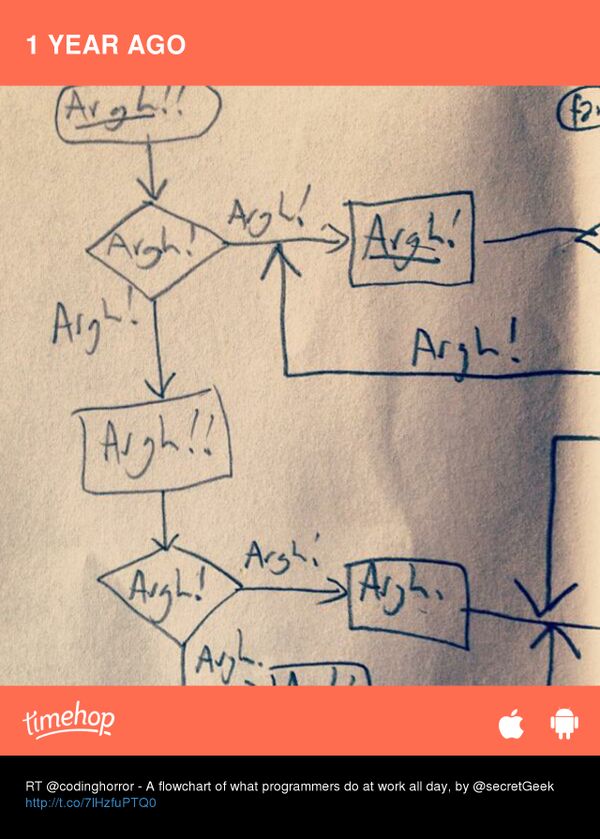 1 YEAR AGO
Argh!!
Argh!
Argh!
Argh!
Argh!
Argh!
Argh!!
Argh!
Argh!
Argh.
Argh.
timehop
RT @codinghorror - A flowchart of what programmers do at work all day, by @secretGeek
http://t.co/7lHzfuPTQ0